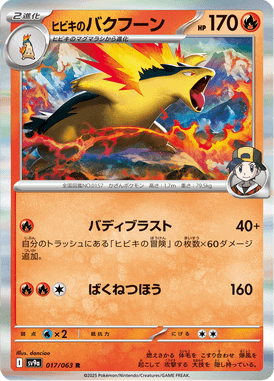 2進化
ヒビキのバクフーン
HP 170
ヒビキのマグマラシから進化
全国図鑑NO.0157 かざんポケモン 高さ:1.7m 重さ:79.5kg
バディブラスト 40+
自分のトラッシュにある「ヒビキの冒険」の枚数×60ダメージ
追加。
ばくねつほう 160
弱点 ×2 抵抗力 にげる
illus. danciao
sv9a 017/063 R
©2025 Pokémon/Nintendo/Creatures/GAME FREAK.